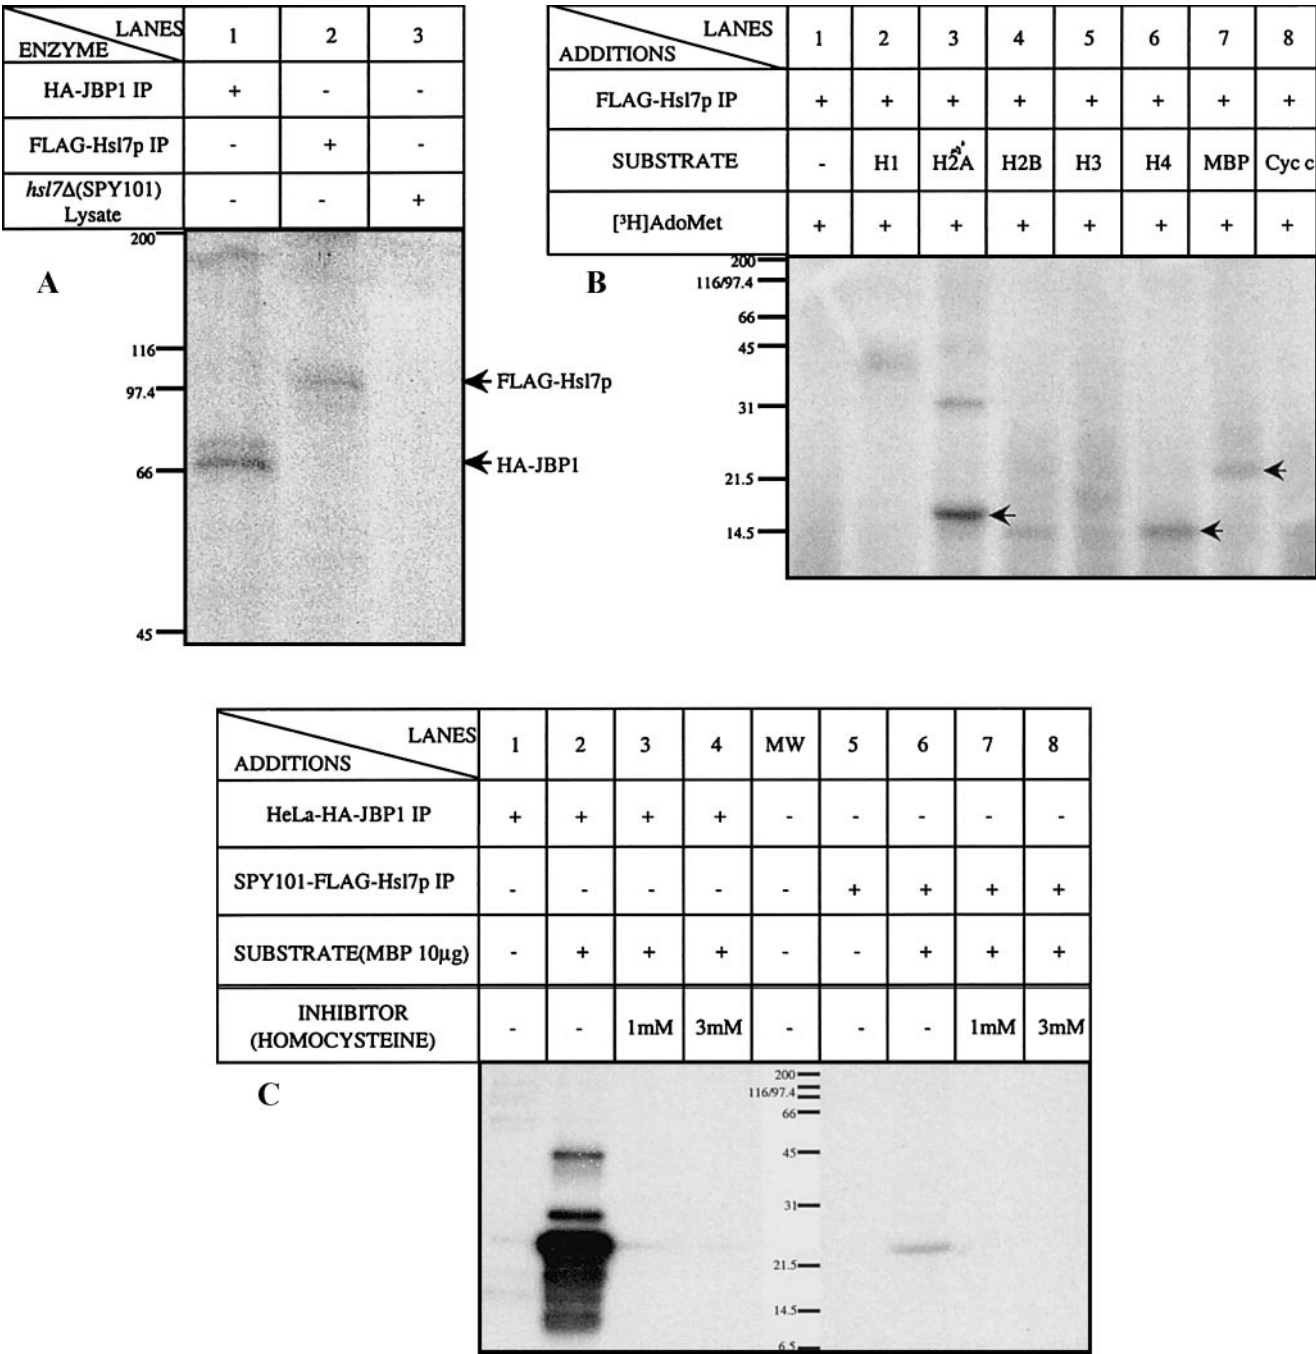 LANES 1 2 3
ENZYME
HA-JBP1 IP + - -
FLAG-Hsl7p IP - + -
hsl7Δ(SPY101) Lysate - - +
A
200
116
97.4
66
45
FLAG-Hsl7p
HA-JBP1
LANES 1 2 3 4 5 6 7 8
ADDITIONS
FLAG-Hsl7p IP + + + + + + + +
SUBSTRATE - H1 H2A H2B H3 H4 MBP Cyc c
[³H]AdoMet + + + + + + + +
B
200
116/97.4
66
45
31
21.5
14.5
LANES 1 2 3 4 MW 5 6 7 8
ADDITIONS
HeLa-HA-JBP1 IP + + + + - - - - -
SPY101-FLAG-Hsl7p IP - - - - - + + + +
SUBSTRATE(MBP 10µg) - + + + - - + + +
INHIBITOR
(HOMOCYSTEINE) - - 1mM 3mM - - - 1mM 3mM
C
200
116/97.4
66
45
31
21.5
14.5
6.5